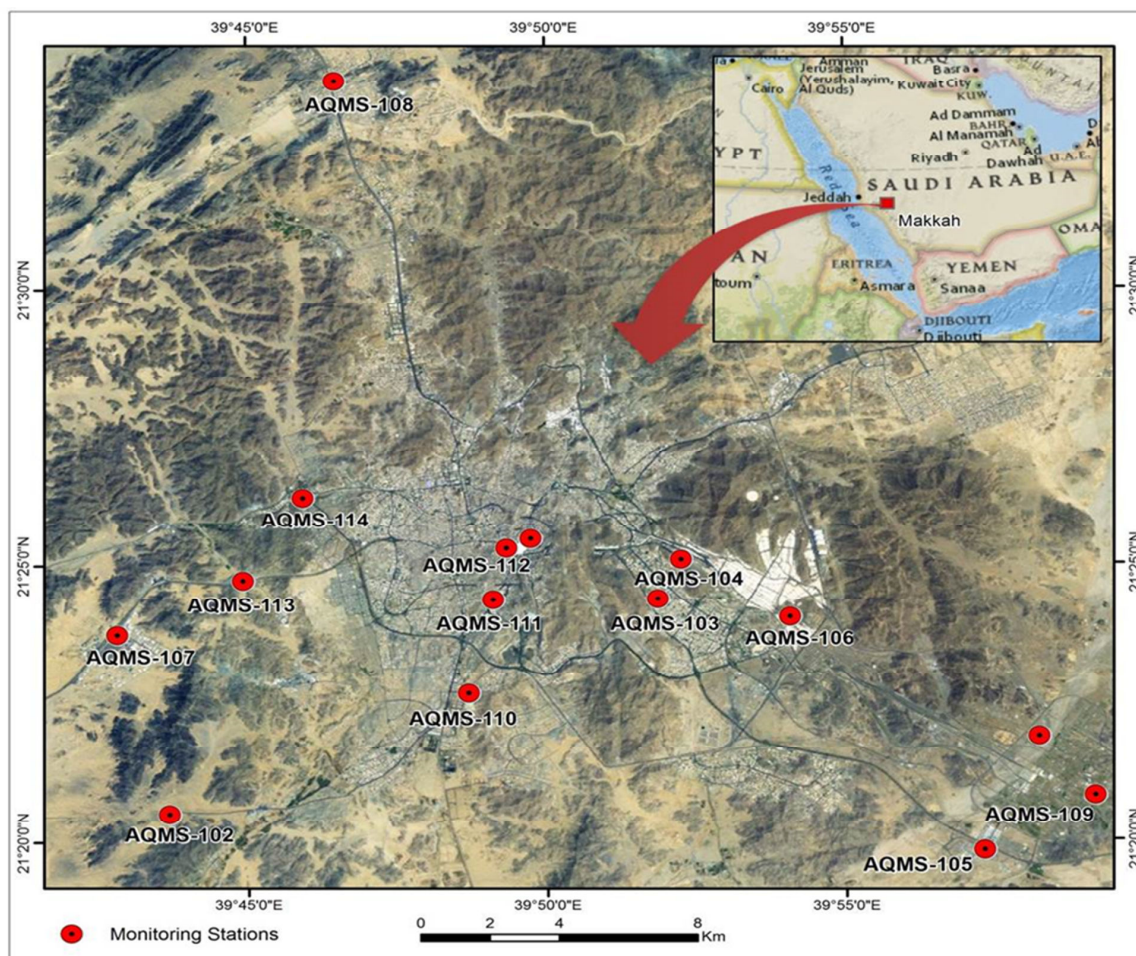 39°45'0"E
39°50'0"E
39°55'0"E
AQMS-108
Amman
Jerusalem
(Yerushalayim,
Al Quds)
Cairo
IRAQ
Basra
Kuwait City
KUW.
Ad Dammam
BAHR
Al Manamah
QATAR
Riyadh
Ad
Dawhah
U.A.E.
YPT
Red Sea
SAUDI ARABIA
Jeddah
Makkah
OMA
ERITREA
YEMEN
Asmara
Sanaa
toum
DJIBOUTI
Djibouti
21°30'0"N
21°30'0"N
AQMS-114
AQMS-112
AQMS-104
21°25'0"N
21°25'0"N
AQMS-113
AQMS-111
AQMS-103
AQMS-106
AQMS-107
AQMS-110
AQMS-109
AQMS-102
21°20'0"N
21°20'0"N
AQMS-105
39°45'0"E
39°50'0"E
39°55'0"E
Monitoring Stations
0 2 4 8
Km